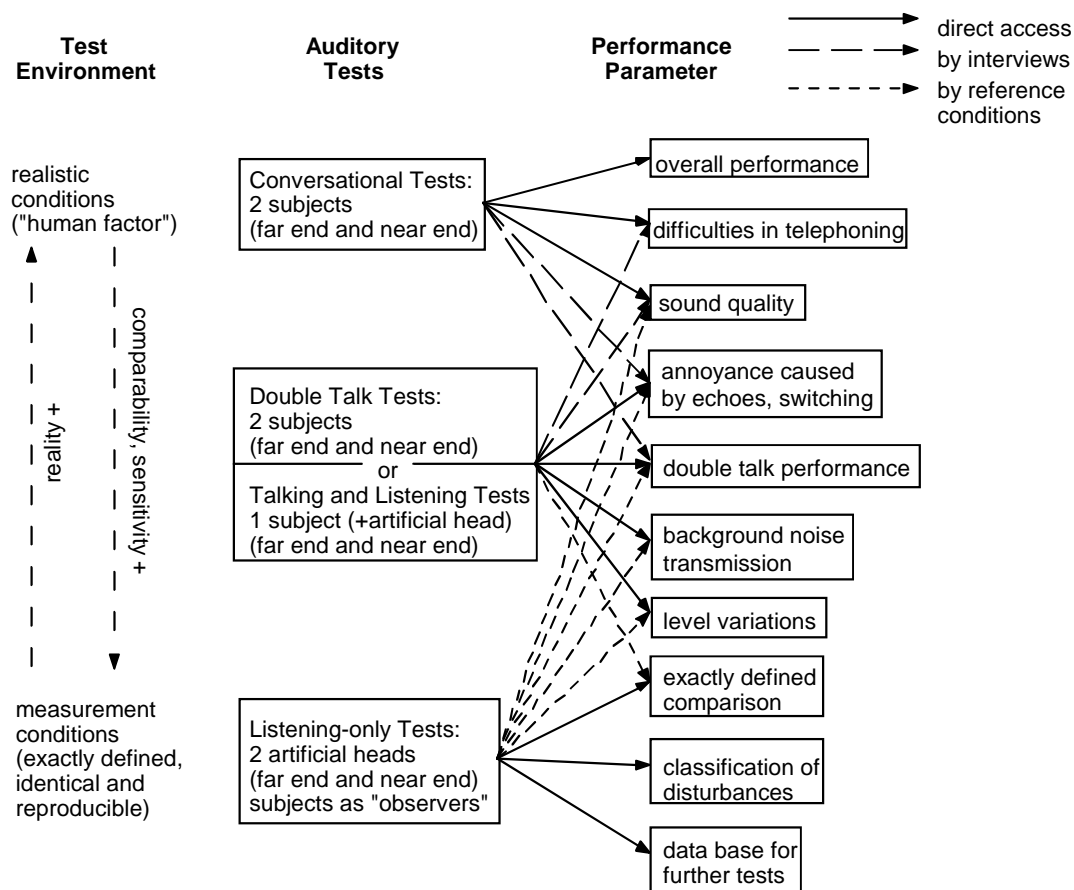 Test
Environment
Auditory
Tests
Performance
Parameter
direct access
by interviews
by reference
conditions
realistic
conditions
("human factor")
reality +
comparability, sensitivity +
measurement
conditions
(exactly defined,
identical and
reproducible)
Conversational Tests:
2 subjects
(far end and near end)
Double Talk Tests:
2 subjects
(far end and near end)
or
Talking and Listening Tests
1 subject (+artificial head)
(far end and near end)
Listening-only Tests:
2 artificial heads
(far end and near end)
subjects as "observers"
overall performance
difficulties in telephoning
sound quality
annoyance caused
by echoes, switching
double talk performance
background noise
transmission
level variations
exactly defined
comparison
classification of
disturbances
data base for
further tests